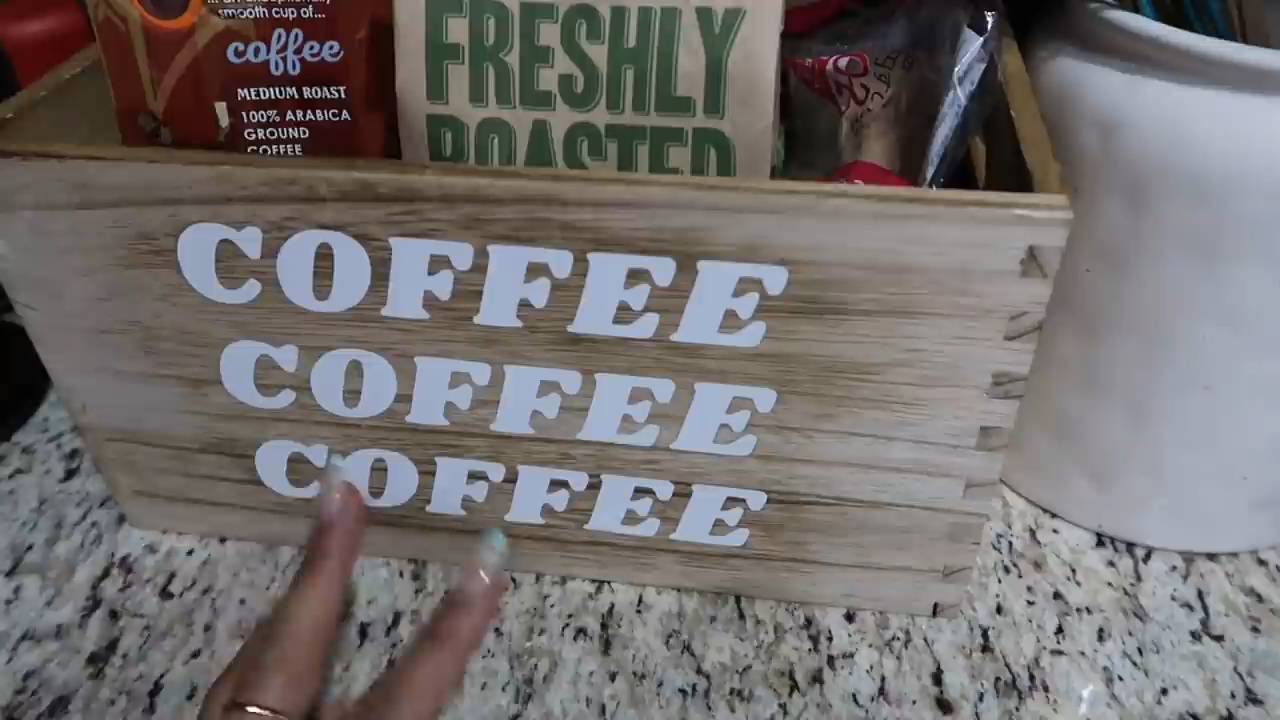 smooth cup of...
coffee
MEDIUM ROAST
100% ARABICA
GROUND
COFFEE
FRESHLY
ROASTED
COFFEE
COFFEE
COFFEE